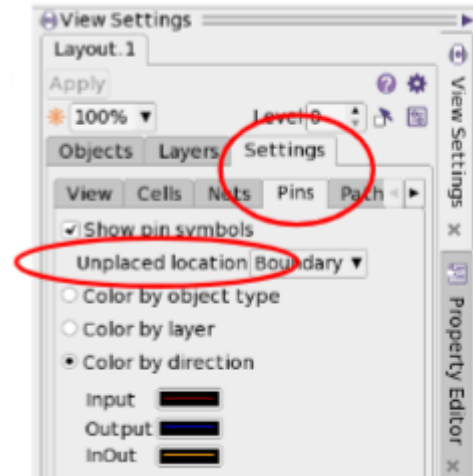 View Settings
Layout.1
Apply
100%
Level 0
Objects Layers Settings
View Cells Nets Pins Path
Show pin symbols
Unplaced location Boundary
Color by object type
Color by layer
Color by direction
Input
Output
InOut
View Settings
Property Editor